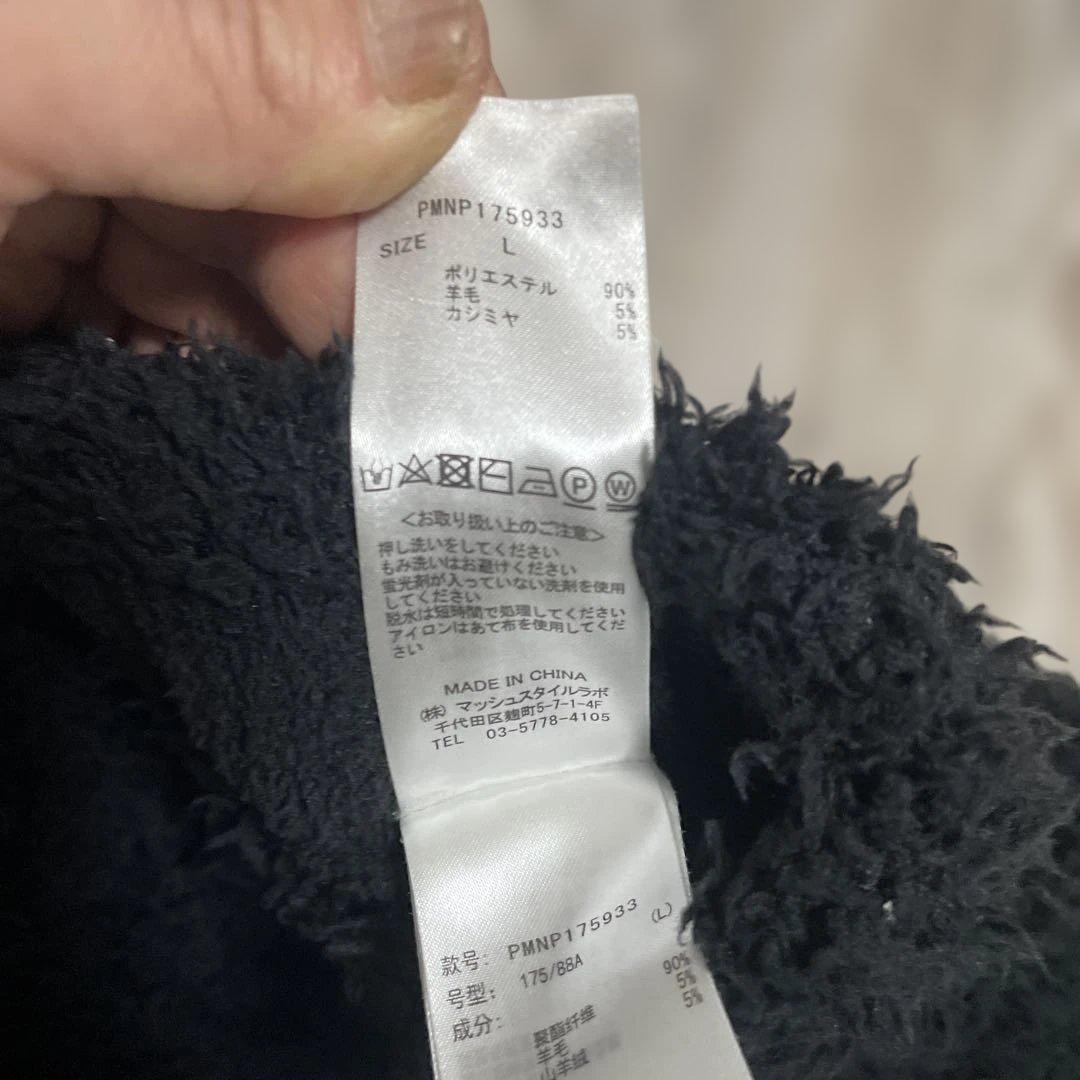 PMNP175933
SIZE L
ポリエステル 90%
羊毛 5%
カシミヤ 5%
P W
<お取り扱い上のご注意>
押し洗いをしてください
もみ洗いはお避けください
蛍光剤が入っていない洗剤を使用
してください
脱水は短時間で処理してください
アイロンはあて布を使用してくだ
さい
MADE IN CHINA
(株) マッシュスタイルラボ
千代田区麹町5-7-1-4F
TEL 03-5778-4105
款号: PMNP175933 (L)
号型: 175/88A
成分: 90%
5%
5%
聚酯纤维
羊毛
山羊绒